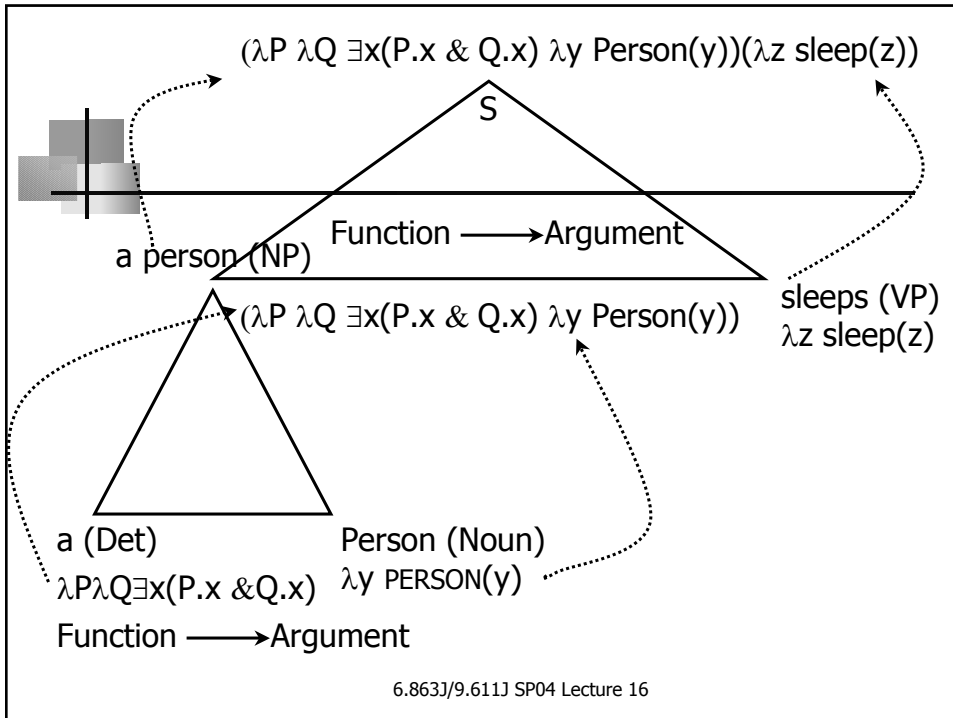 (λP λQ ∃x(P.x & Q.x) λy Person(y))(λz sleep(z))
S
Function → Argument
a person (NP)
(λP λQ ∃x(P.x & Q.x) λy Person(y))
sleeps (VP)
λz sleep(z)
a (Det)
λPλQ∃x(P.x &Q.x)
Person (Noun)
λy PERSON(y)
Function → Argument
6.863J/9.611J SP04 Lecture 16